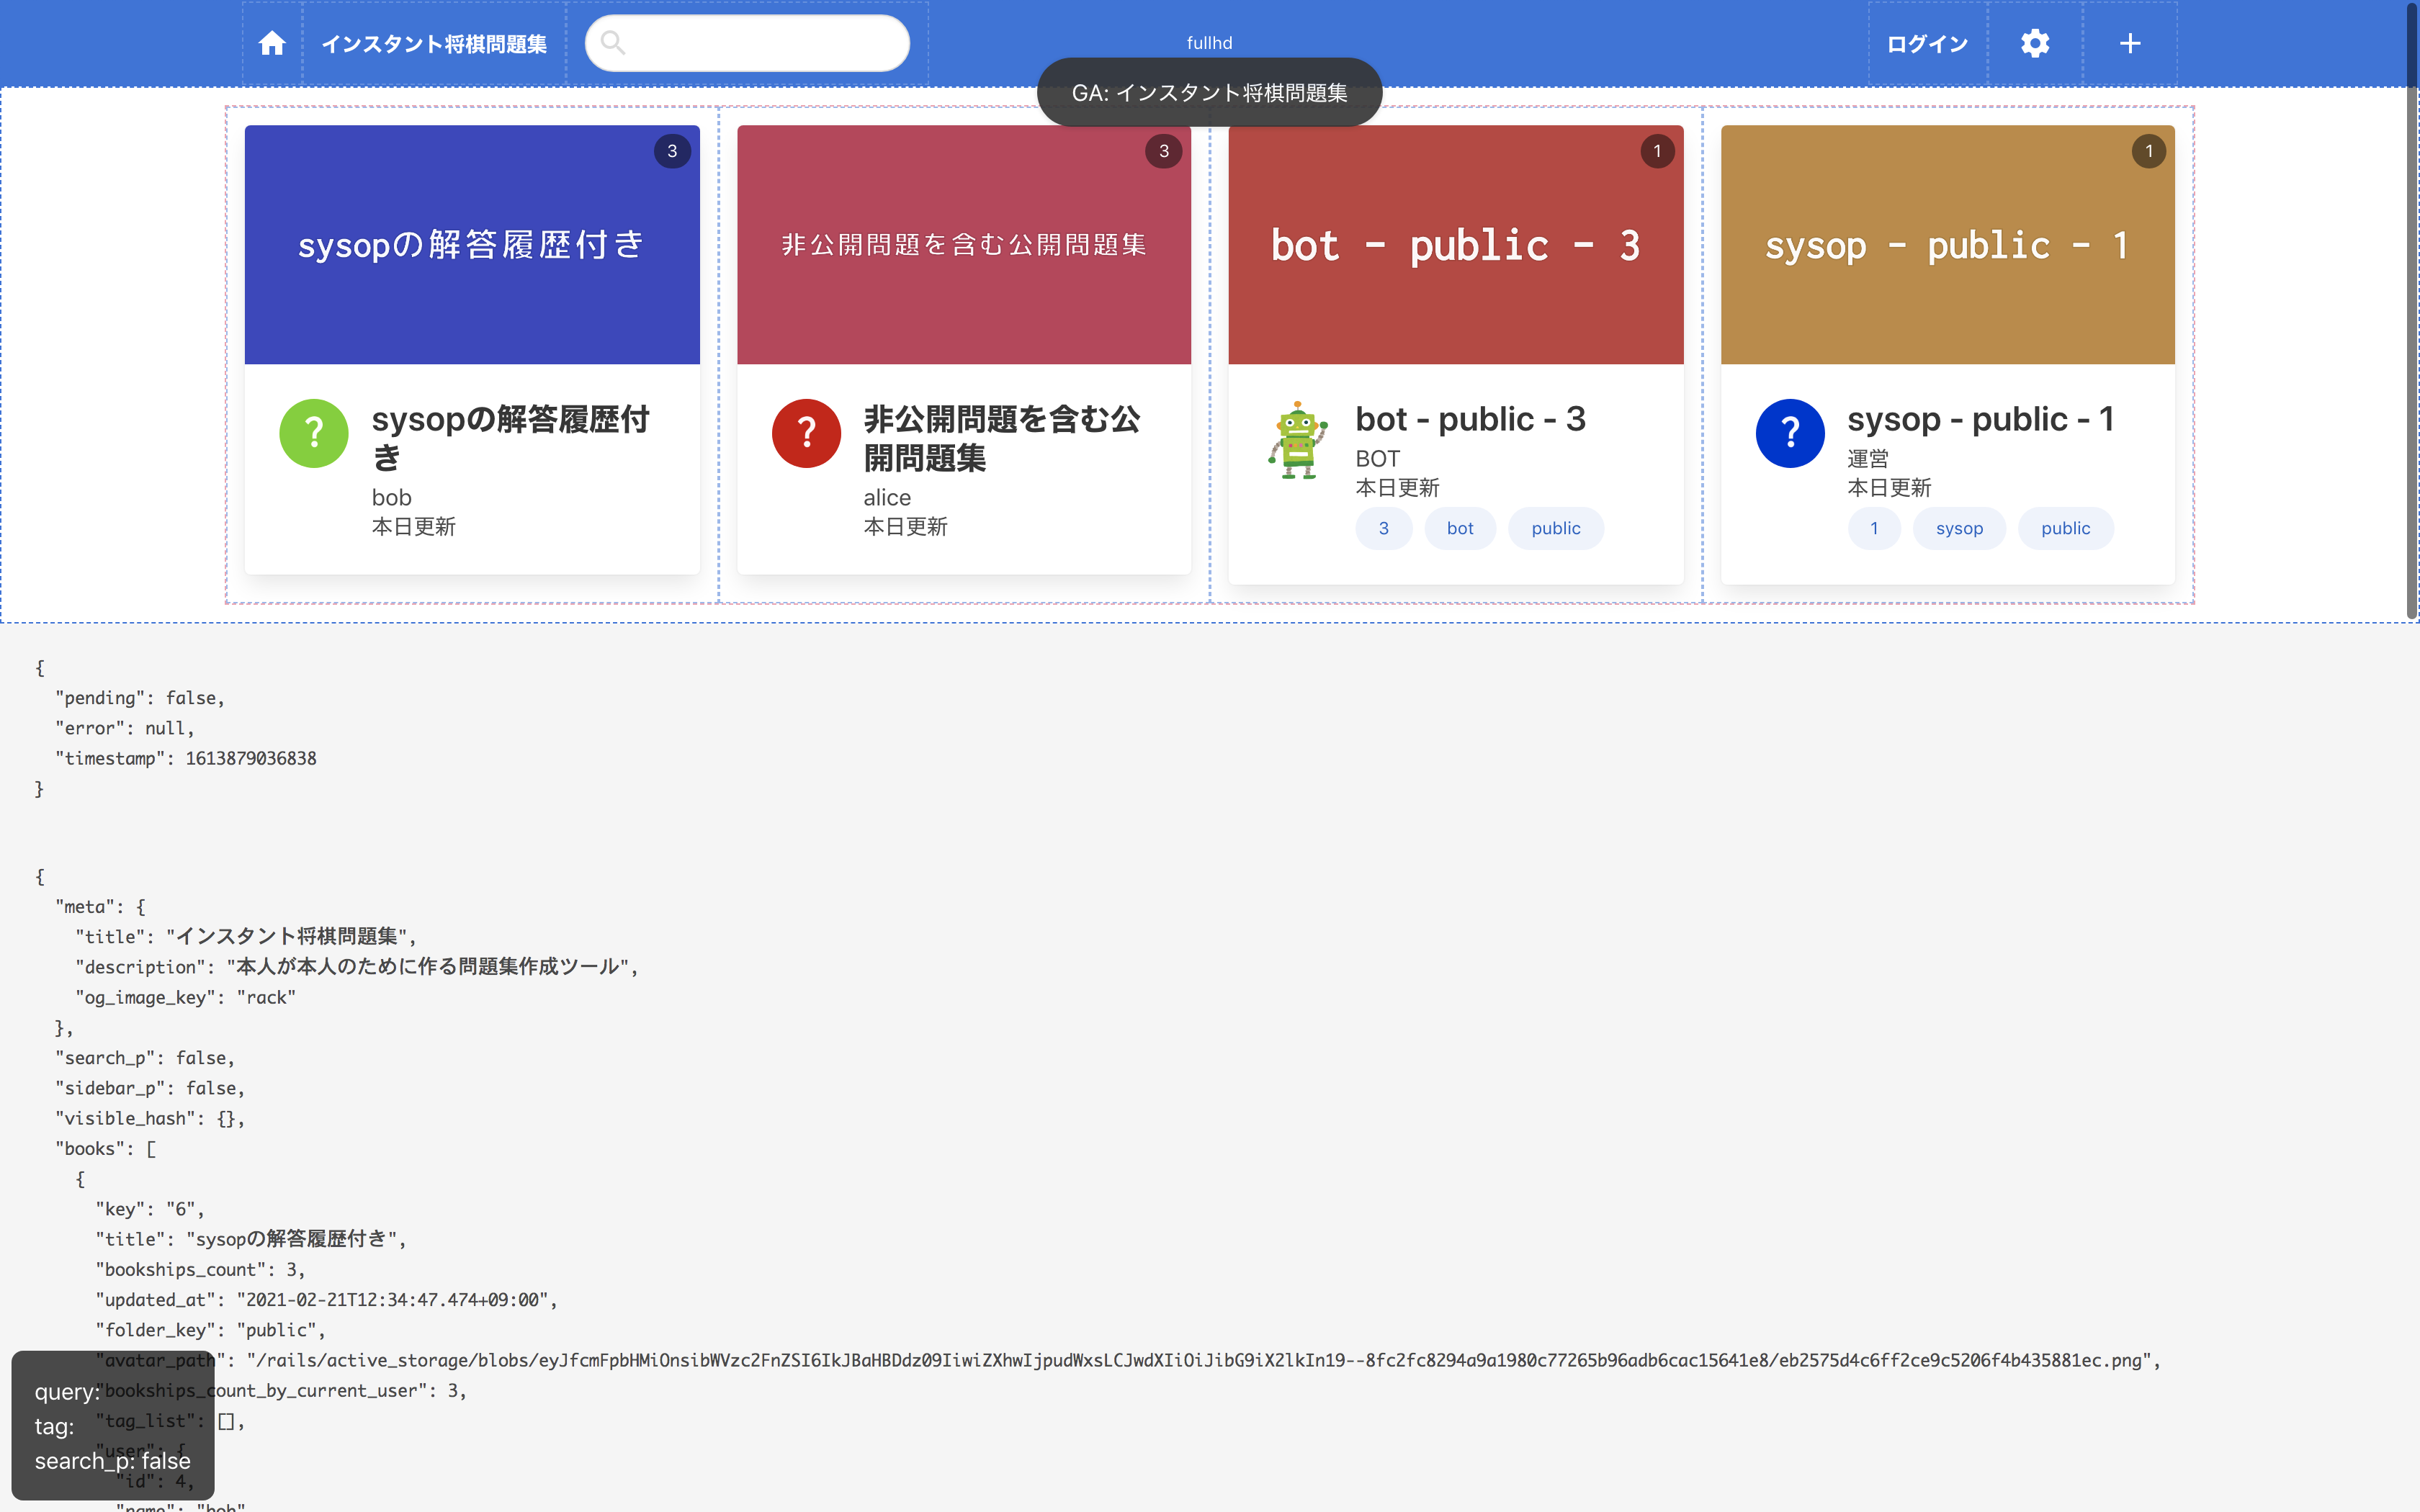 インスタント将棋問題集
fullhd
ログイン
GA: インスタント将棋問題集
3
sysopの解答履歴付き
3
非公開問題を含む公開問題集
1
bot - public - 3
1
sysop - public - 1
?
sysopの解答履歴付
き
bob
本日更新
?
非公開問題を含む公
開問題集
alice
本日更新
bot - public - 3
BOT
本日更新
3 bot public
?
sysop - public - 1
運営
本日更新
1 sysop public
{
"pending": false,
"error": null,
"timestamp": 1613879036838
}
{
"meta": {
"title": "インスタント将棋問題集",
"description": "本人が本人のために作る問題集作成ツール",
"og_image_key": "rack"
},
"search_p": false,
"sidebar_p": false,
"visible_hash": {},
"books": [
{
"key": "6",
"title": "sysopの解答履歴付き",
"bookships_count": 3,
"updated_at": "2021-02-21T12:34:47.474+09:00",
"folder_key": "public",
"avatar_path": "/rails/active_storage/blobs/eyJfcmFpbHMiOnsibWVzc2FnZSI6IkJBaHBDdz09IiwiZXhwIjpudWxsLCJwdXIiOiJibG9iX2lkIn19--8fc2fc8294a9a1980c77265b96adb6cac15641e8/eb2575d4c6ff2ce9c5206f4b435881ec.png",
"bookships_count_by_current_user": 3,
"tag_list": [],
"user": {
"id": 4,
"name": "bob"
query:
tag:
search_p: false